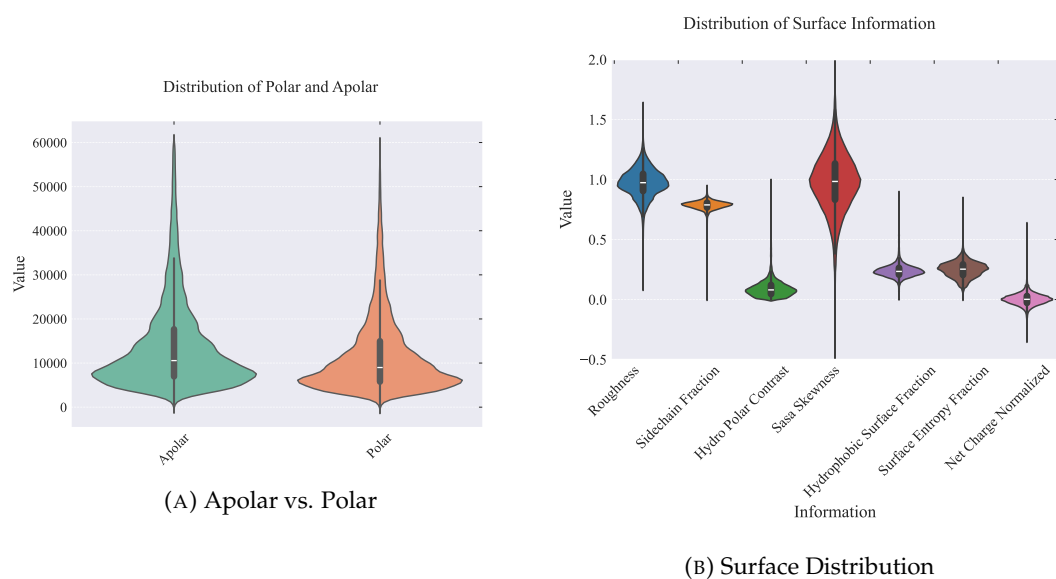 Distribution of Polar and Apolar
Value
60000
50000
40000
30000
20000
10000
0
Apolar
Polar
(A) Apolar vs. Polar
Distribution of Surface Information
Value
2.0
1.5
1.0
0.5
0.0
−0.5
Roughness
Sidechain Fraction
Hydro Polar Contrast
Sasa Skewness
Hydrophobic Surface Fraction
Surface Entropy Fraction
Net Charge Normalized
Information
(B) Surface Distribution